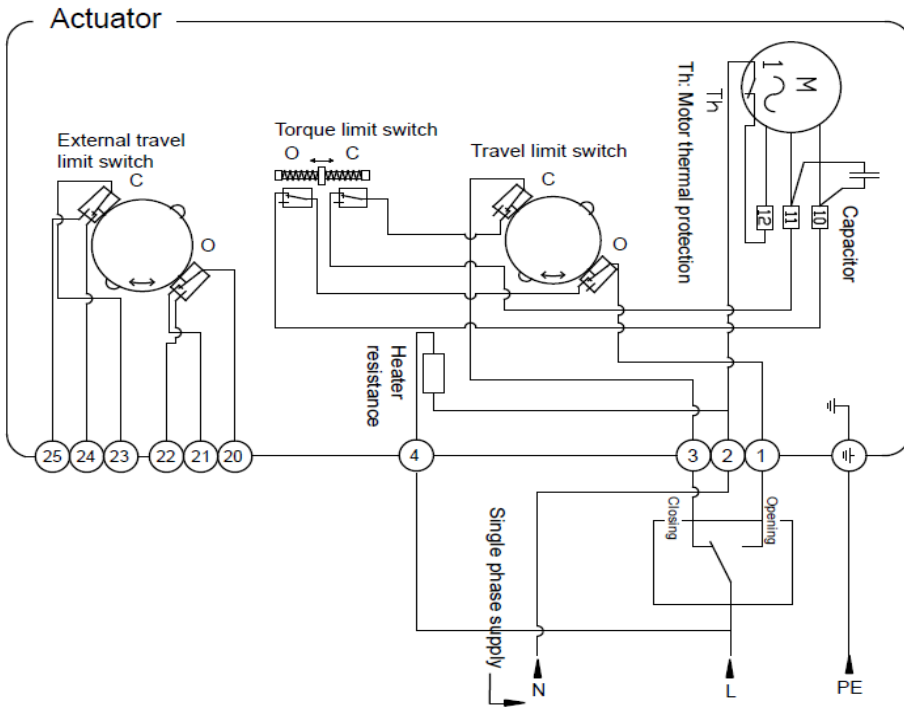 Actuator
Th: Motor thermal protection
Th
M
1
12
11
10
Capacitor
Torque limit switch
O
C
External travel
limit switch
C
O
Travel limit switch
C
O
Heater
resistance
25
24
23
22
21
20
4
3
2
1
Single phase supply
Closing
Opening
N
L
PE